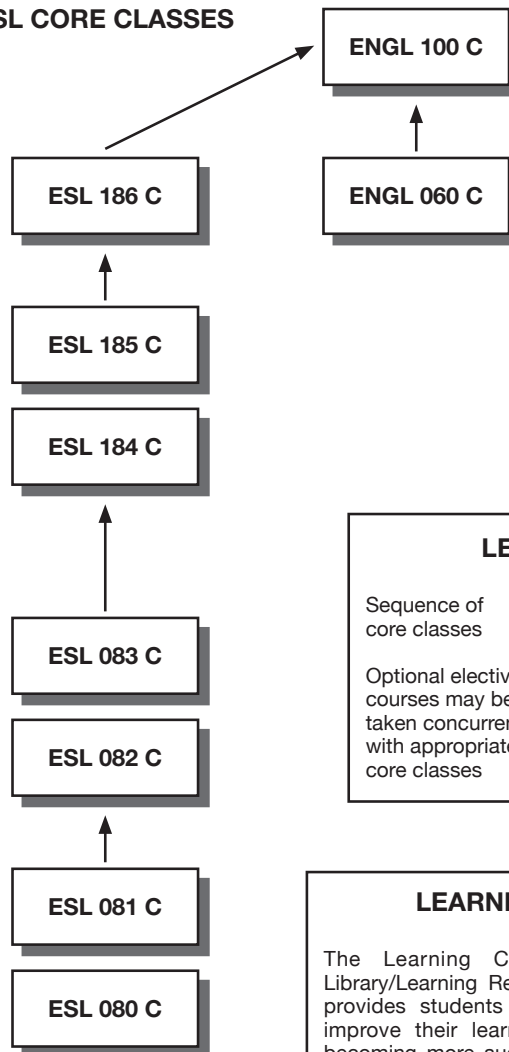 SL CORE CLASSES
ENGL 100 C
ESL 186 C
ENGL 060 C
ESL 185 C
ESL 184 C
LE
Sequence of
core classes
Optional electiv
courses may be
taken concurren
with appropriate
core classes
ESL 083 C
ESL 082 C
ESL 081 C
ESL 080 C
LEARNI
The Learning C
Library/Learning Re
provides students
improve their learn